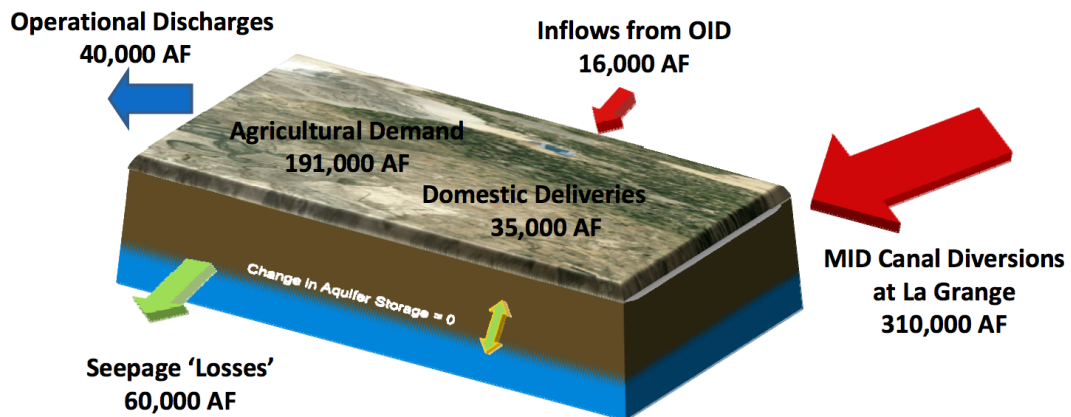 Operational Discharges
40,000 AF
Inflows from OID
16,000 AF
Agricultural Demand
191,000 AF
Domestic Deliveries
35,000 AF
MID Canal Diversions
at La Grange
310,000 AF
Change in Aquifer Storage = 0
Seepage ‘Losses’
60,000 AF